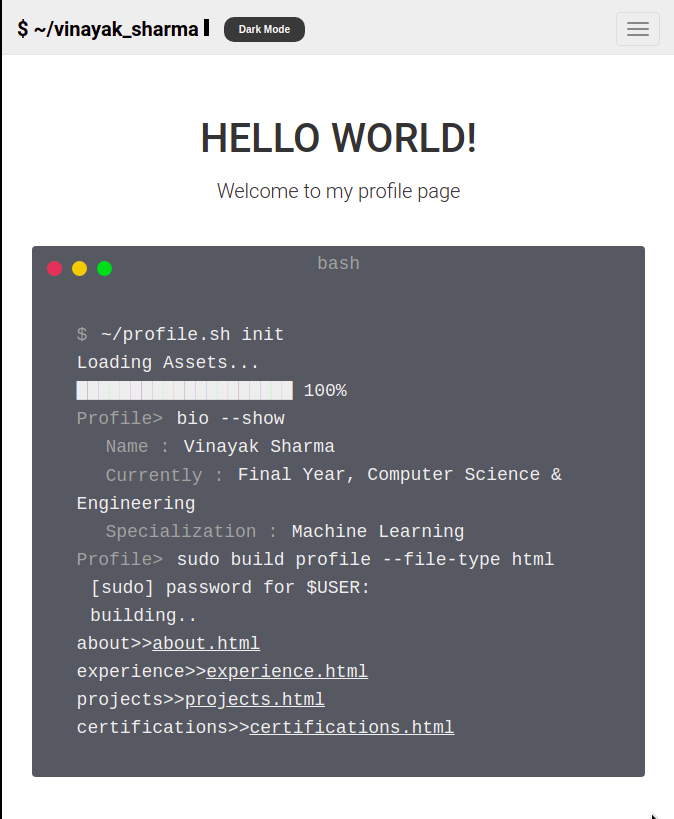 $ ~/vinayak_sharma
Dark Mode
HELLO WORLD!
Welcome to my profile page
bash
$ ~/profile.sh init
Loading Assets...
████████████████████ 100%
Profile> bio --show
Name : Vinayak Sharma
Currently : Final Year, Computer Science &
Engineering
Specialization : Machine Learning
Profile> sudo build profile --file-type html
[sudo] password for $USER:
building..
about>>about.html
experience>>experience.html
projects>>projects.html
certifications>>certifications.html